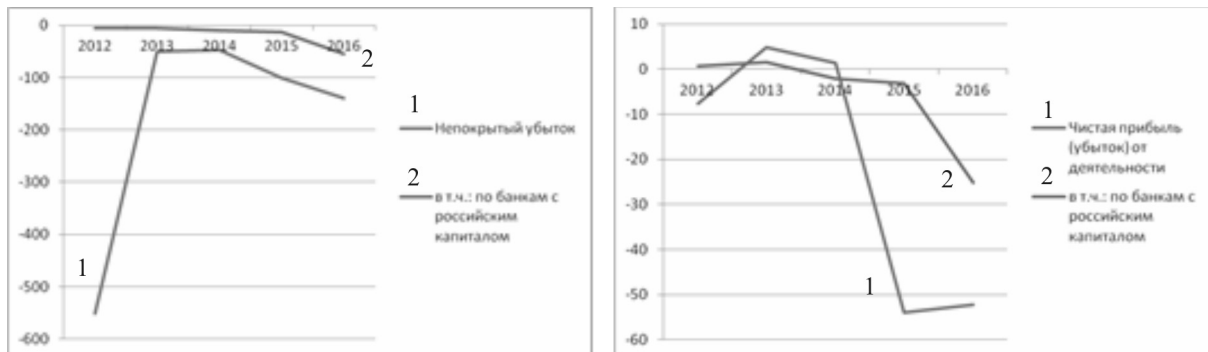 -0
2012 2013 2014 2015 2016
2
-100
1
Непокрытый убыток
-200
-300
2
в т.ч.: по банкам с
российским
капиталом
-400
1
-500
-600
10
0
2012 2013 2014 2015 2016
1
Чистая прибыль
(убыток) от
деятельности
-10
-20
2
2
в т.ч.: по банкам с
российским
капиталом
-30
-40
1
-50
-60